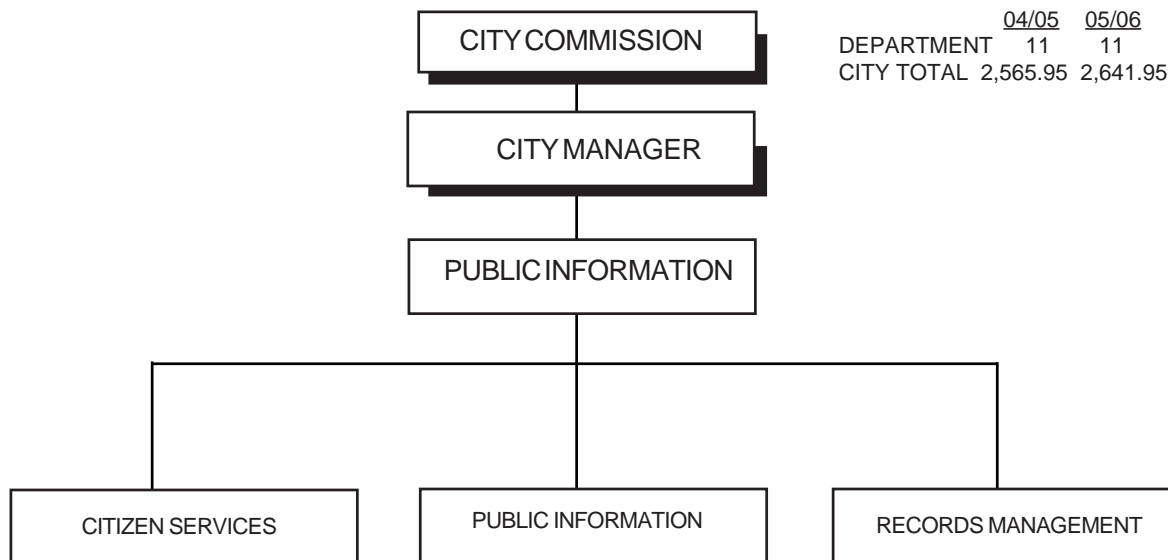 CITY COMMISSION
04/05 05/06
DEPARTMENT 11 11
CITY TOTAL 2,565.95 2,641.95
CITY MANAGER
PUBLIC INFORMATION
CITIZEN SERVICES
PUBLIC INFORMATION
RECORDS MANAGEMENT